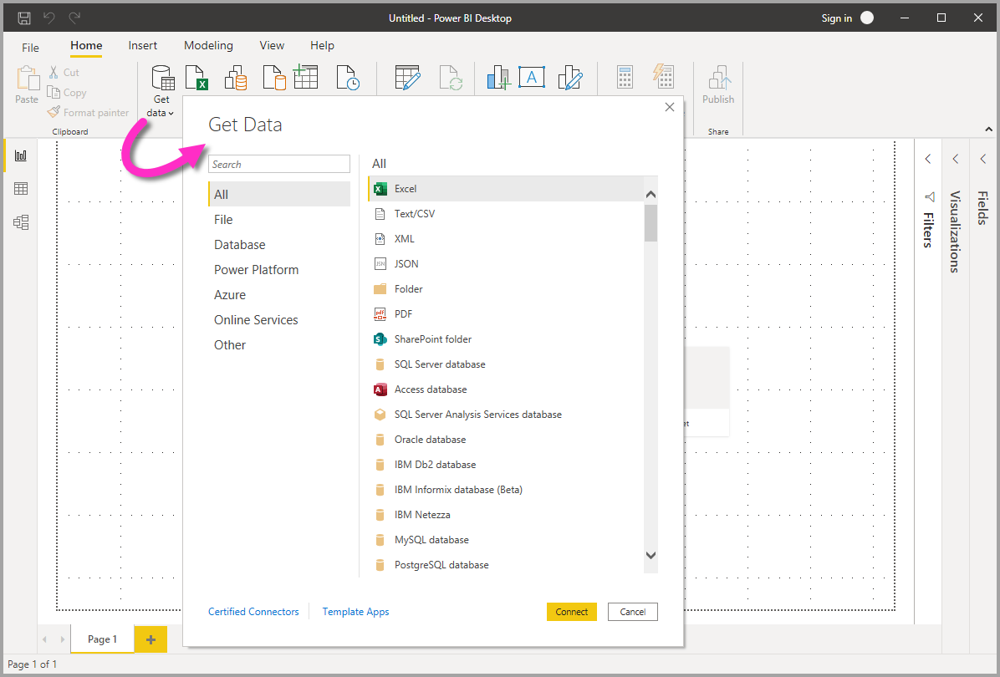 Untitled - Power BI Desktop
Sign in
File
Home
Insert
Modeling
View
Help
Paste
Cut
Copy
Format painter
Clipboard
Get
data
Publish
Share
Get Data
Search
All
File
Database
Power Platform
Azure
Online Services
Other
All
Excel
Text/CSV
XML
JSON
Folder
PDF
SharePoint folder
SQL Server database
Access database
SQL Server Analysis Services database
Oracle database
IBM Db2 database
IBM Informix database (Beta)
IBM Netezza
MySQL database
PostgreSQL database
Certified Connectors
Template Apps
Connect
Cancel
Filters
Visualizations
Fields
Page 1
Page 1 of 1